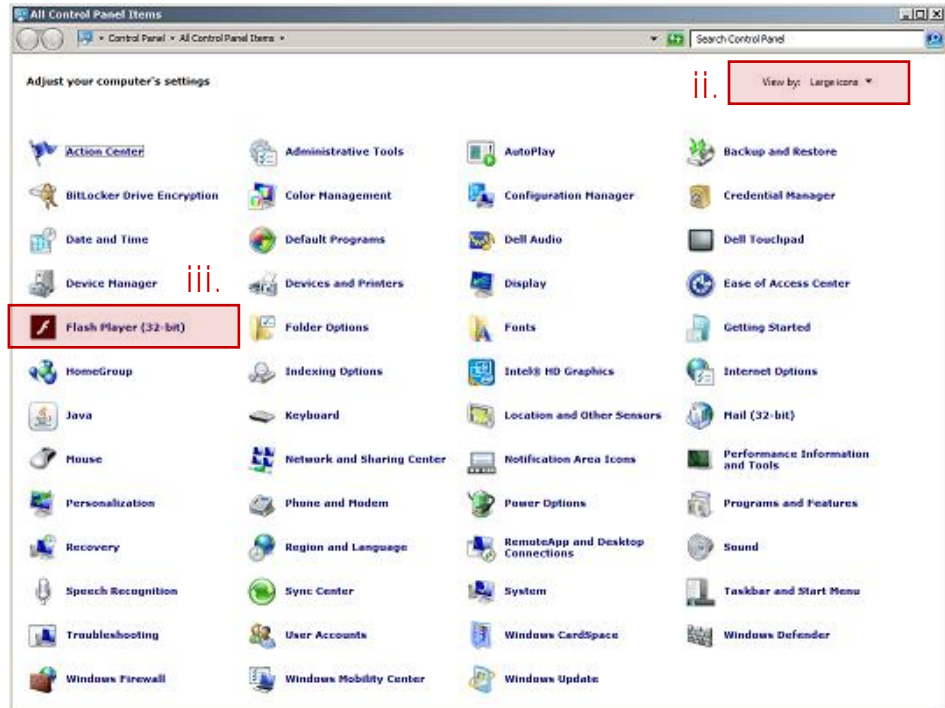 All Control Panel Items
Control Panel All Control Panel Items
Search Control Panel
Adjust your computer's settings
ii.
View by: Large icons
Action Center
Administrative Tools
AutoPlay
Backup and Restore
BitLocker Drive Encryption
Color Management
Configuration Manager
Credential Manager
Date and Time
Default Programs
Dell Audio
Dell Touchpad
Device Manager
iii.
Devices and Printers
Display
Ease of Access Center
Flash Player (32-bit)
Folder Options
Fonts
Getting Started
HomeGroup
Indexing Options
Intel® HD Graphics
Internet Options
Java
Keyboard
Location and Other Sensors
Mail (32-bit)
Mouse
Network and Sharing Center
Notification Area Icons
Performance Information
and Tools
Personalization
Phone and Modem
Power Options
Programs and Features
Recovery
Region and Language
RemoteApp and Desktop
Connections
Sound
Speech Recognition
Sync Center
System
Taskbar and Start Menu
Troubleshooting
User Accounts
Windows CardSpace
Windows Defender
Windows Firewall
Windows Mobility Center
Windows Update